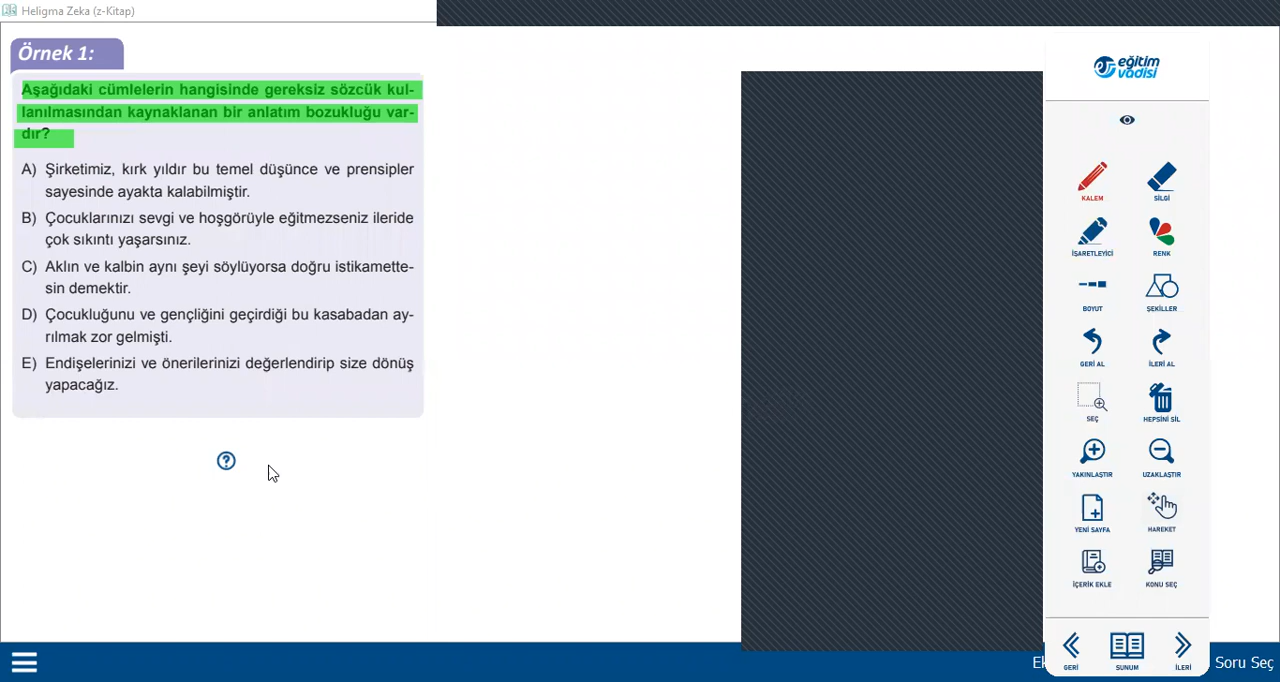 Heligma Zeka (z-Kitap)
Örnek 1:
Aşağıdaki cümlelerin hangisinde gereksiz sözcük kul-
lanılmasından kaynaklanan bir anlatım bozukluğu var-
dır?
A) Şirketimiz, kırk yıldır bu temel düşünce ve prensipler
sayesinde ayakta kalabilmiştir.
B) Çocuklarınızı sevgi ve hoşgörüyle eğitmezseniz ileride
çok sıkıntı yaşarsınız.
C) Aklın ve kalbin aynı şeyi söylüyorsa doğru istikamette-
sin demektir.
D) Çocukluğunu ve gençliğini geçirdiği bu kasabadan ay-
rılmak zor gelmişti.
E) Endişelerinizi ve önerilerinizi değerlendirip size dönüş
yapacağız.
eğitim
vadisi
KALEM
SİLGİ
İŞARETLEYİCİ
RENK
BOYUT
ŞEKİLLER
GERİ AL
İLERİ AL
SEÇ
HEPSİNİ SİL
YAKINLAŞTIR
UZAKLAŞTIR
YENİ SAYFA
HAREKET
İÇERİK EKLE
KONU SEÇ
GERİ
SUNUM
İLERİ
Soru Seç